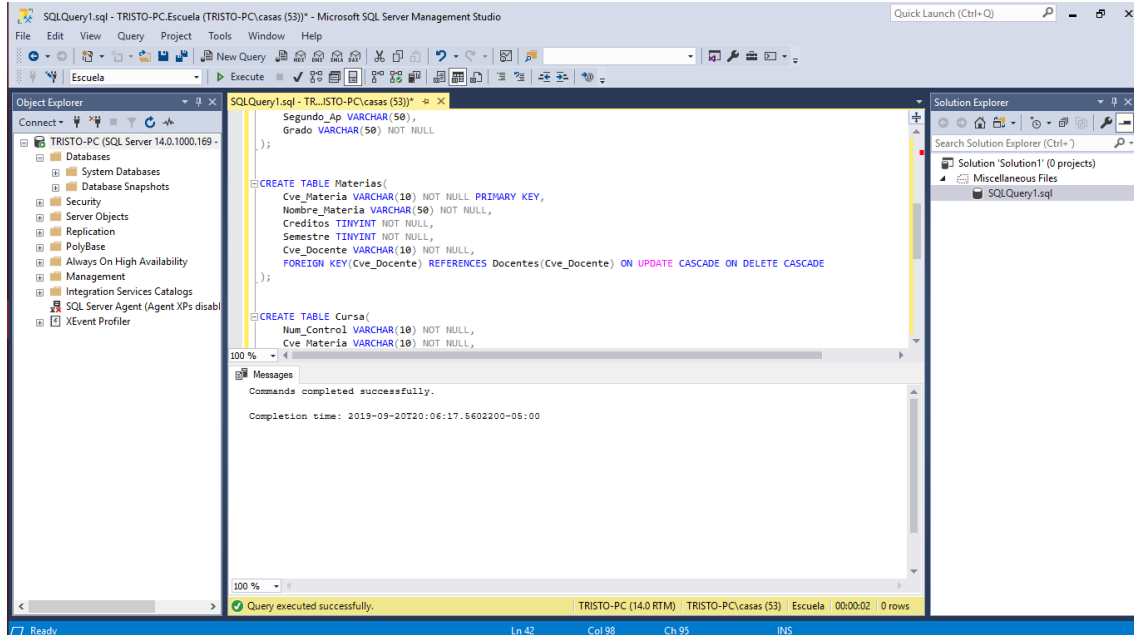 SQLQuery1.sql - TRISTO-PC.Escuela (TRISTO-PC\casas (53))* - Microsoft SQL Server Management Studio
Quick Launch (Ctrl+Q)
File Edit View Query Project Tools Window Help
New Query
Escuela
Execute
Object Explorer
Connect
TRISTO-PC (SQL Server 14.0.1000.169 -
Databases
System Databases
Database Snapshots
Security
Server Objects
Replication
PolyBase
Always On High Availability
Management
Integration Services Catalogs
SQL Server Agent (Agent XPs disabl
XEvent Profiler
SQLQuery1.sql - TR...ISTO-PC\casas (53))*
Segundo_Ap VARCHAR(50),
Grado VARCHAR(50) NOT NULL
);
CREATE TABLE Materias(
Cve_Materia VARCHAR(10) NOT NULL PRIMARY KEY,
Nombre_Materia VARCHAR(50) NOT NULL,
Creditos TINYINT NOT NULL,
Semestre TINYINT NOT NULL,
Cve_Docente VARCHAR(10) NOT NULL,
FOREIGN KEY(Cve_Docente) REFERENCES Docentes(Cve_Docente) ON UPDATE CASCADE ON DELETE CASCADE
);
CREATE TABLE Cursa(
Num_Control VARCHAR(10) NOT NULL,
Cve_Materia VARCHAR(10) NOT NULL,
100 %
Messages
Commands completed successfully.
Completion time: 2019-09-20T20:06:17.5602200-05:00
100 %
Query executed successfully.
TRISTO-PC (14.0 RTM) TRISTO-PC\casas (53) Escuela 00:00:02 0 rows
Solution Explorer
Search Solution Explorer (Ctrl+´)
Solution 'Solution1' (0 projects)
Miscellaneous Files
SQLQuery1.sql
Ready Ln 42 Col 98 Ch 95 INS